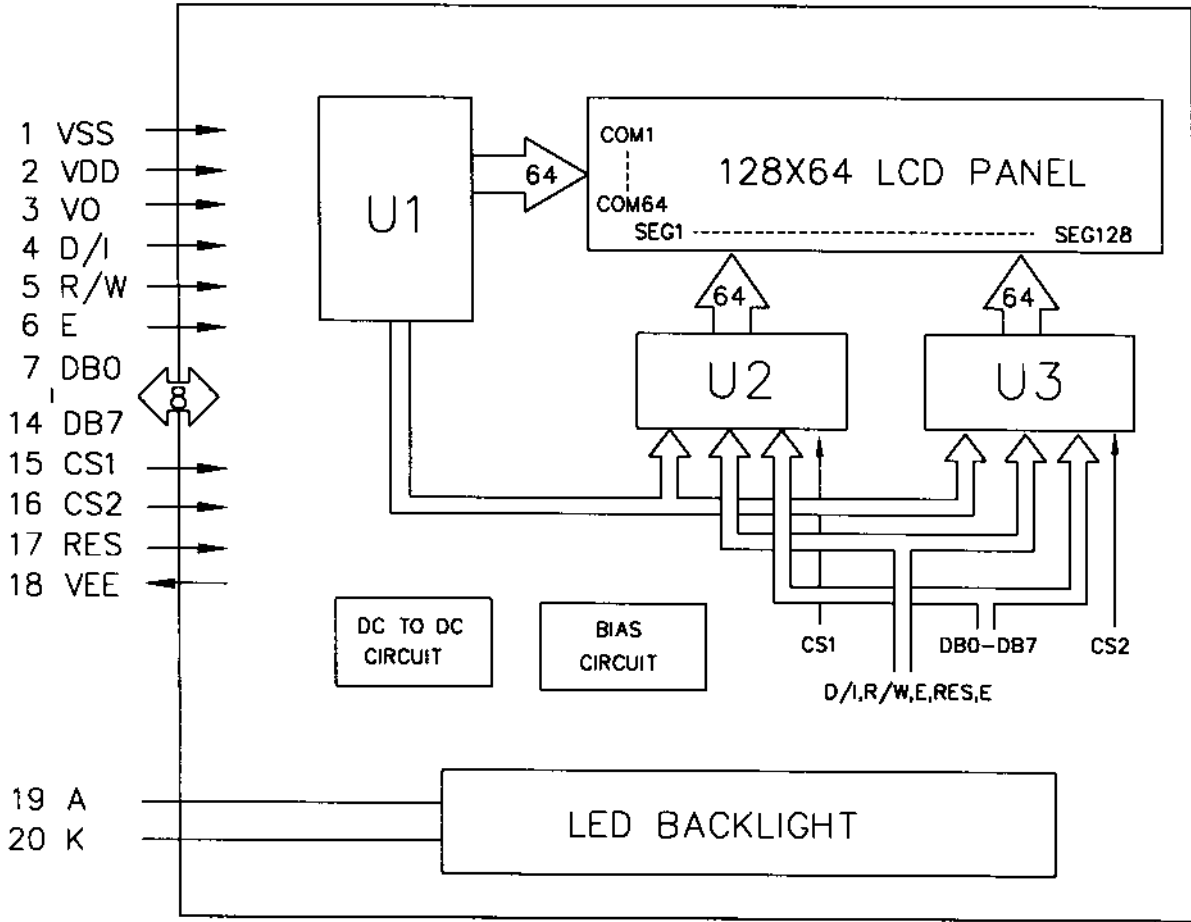 1 VSS
2 VDD
3 VO
4 D/I
5 R/W
6 E
7 DB0
14 DB7
15 CS1
16 CS2
17 RES
18 VEE
8
U1
64
COM1
COM64
128X64 LCD PANEL
SEG1
SEG128
64
64
U2
U3
DC TO DC
CIRCUIT
BIAS
CIRCUIT
CS1
DB0-DB7
CS2
D/I,R/W,E,RES,E
19 A
20 K
LED BACKLIGHT